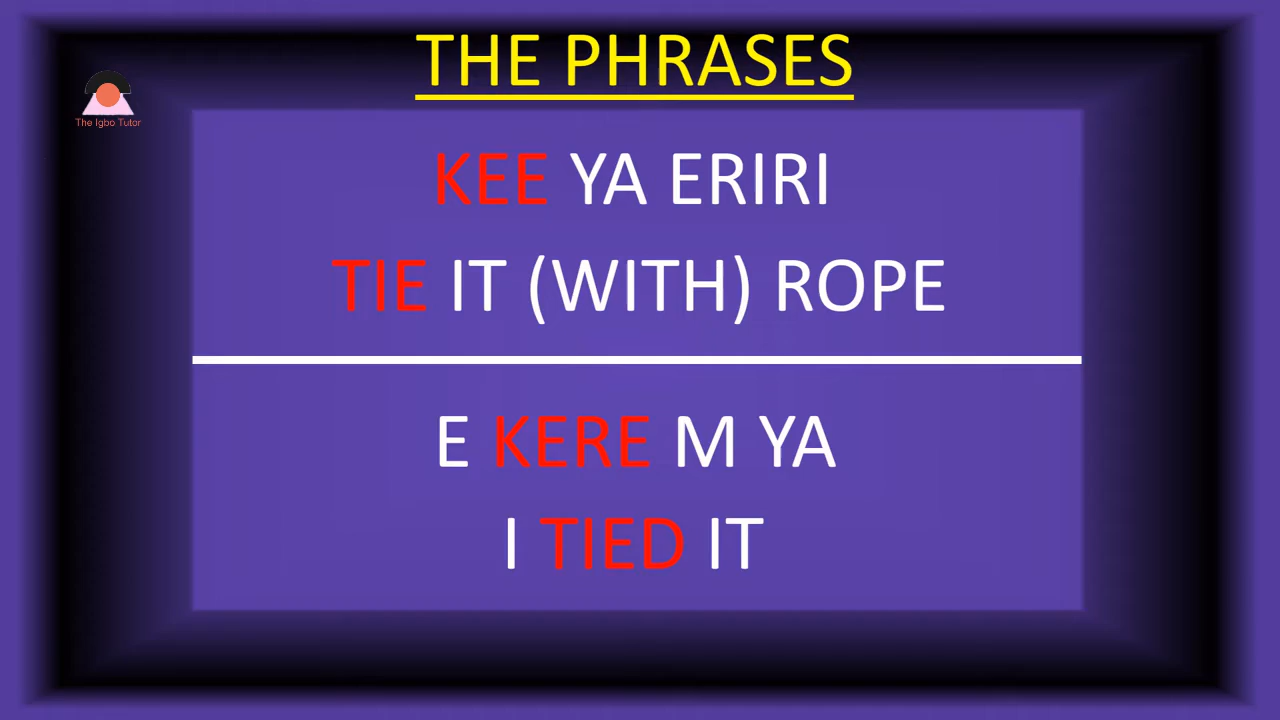 THE PHRASES
The Igbo Tutor
KEE YA ERIRI
TIE IT (WITH) ROPE
E KERE M YA
I TIED IT